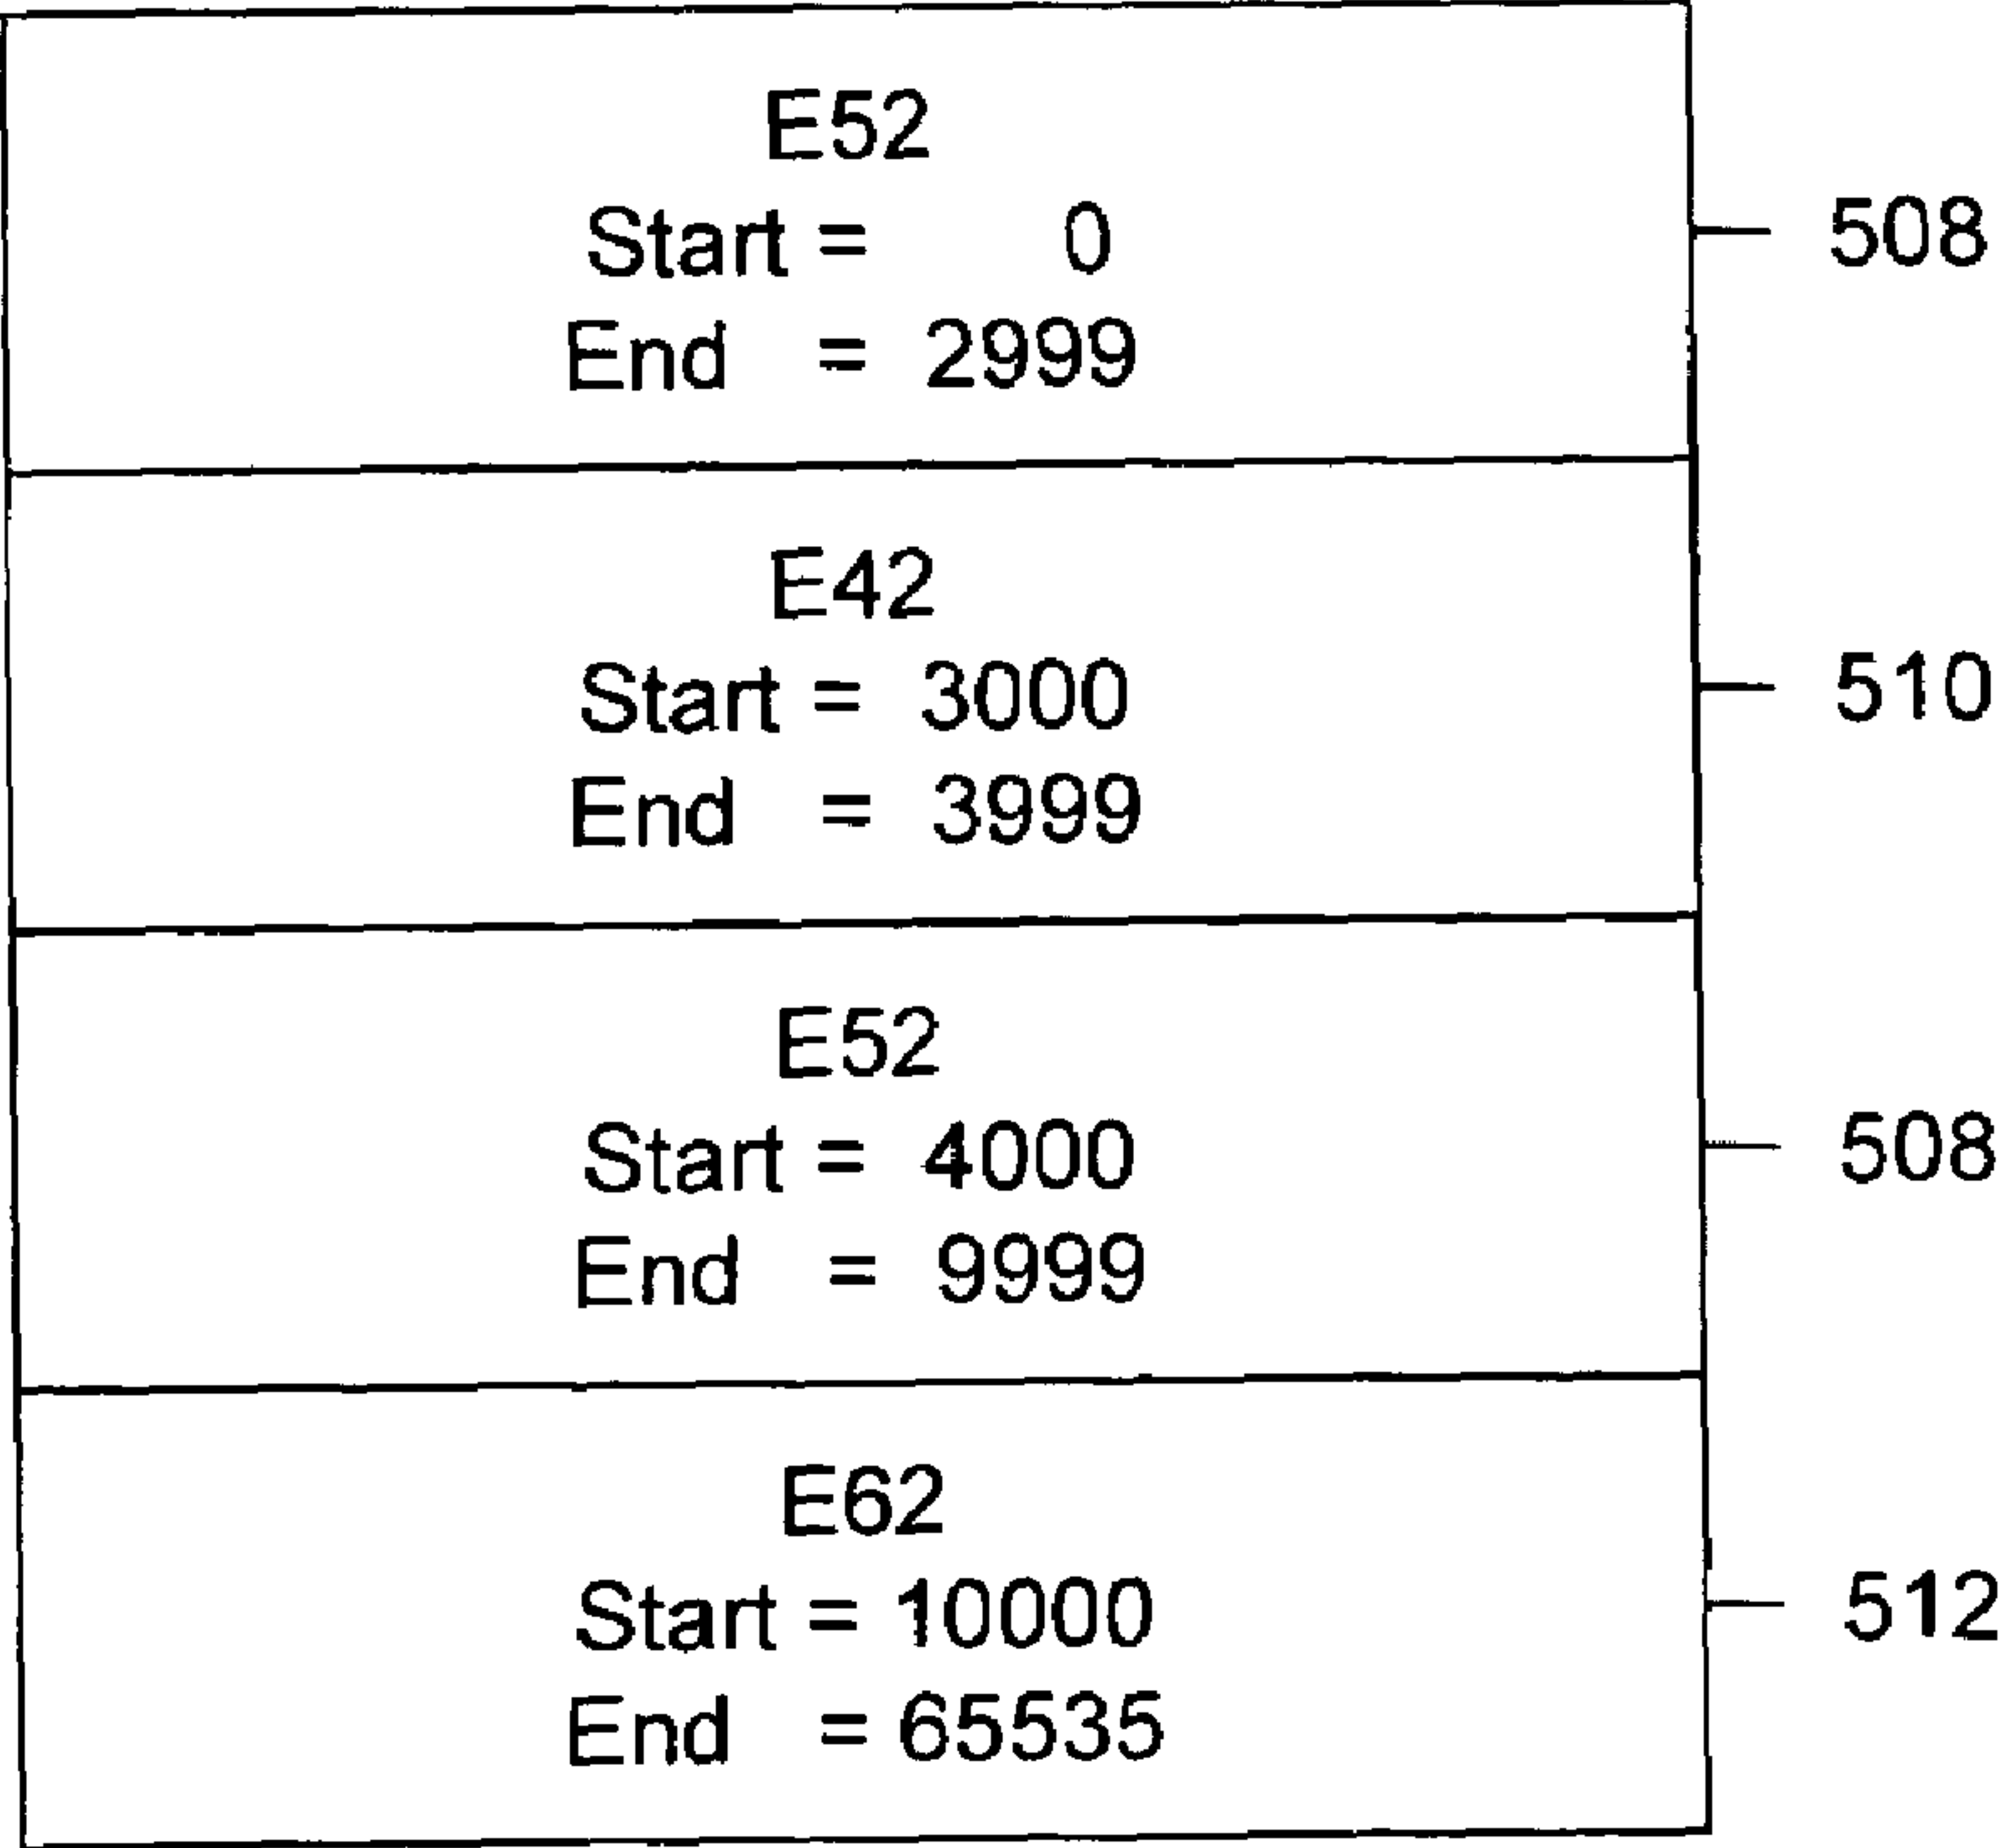 E52
Start = 0
508
End = 2999
E42
Start = 3000
510
End = 3999
E52
Start = 4000
508
End = 9999
E62
Start = 10000
512
End = 65535